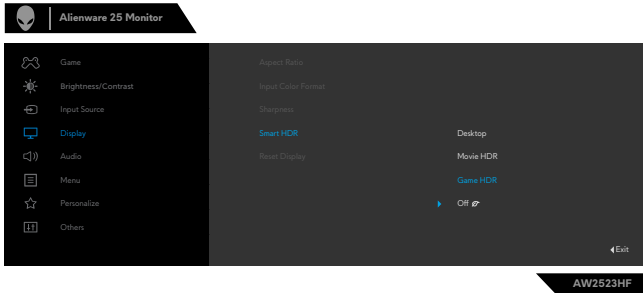 Alienware 25 Monitor
Game
Aspect Ratio
Brightness/Contrast
Input Color Format
Input Source
Sharpness
Display
Smart HDR
Desktop
Audio
Reset Display
Movie HDR
Menu
Game HDR
Personalize
Off
Others
Exit
AW2523HF